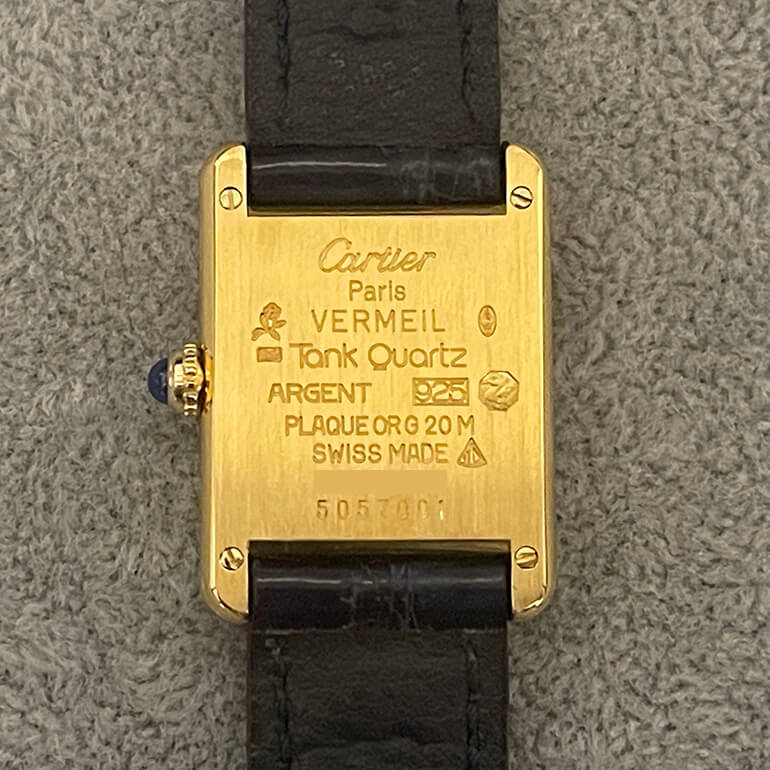 Cartier
Paris
VERMEIL
Tank Quartz
ARGENT 925
PLAQUE OR G 20 M
SWISS MADE
5057001